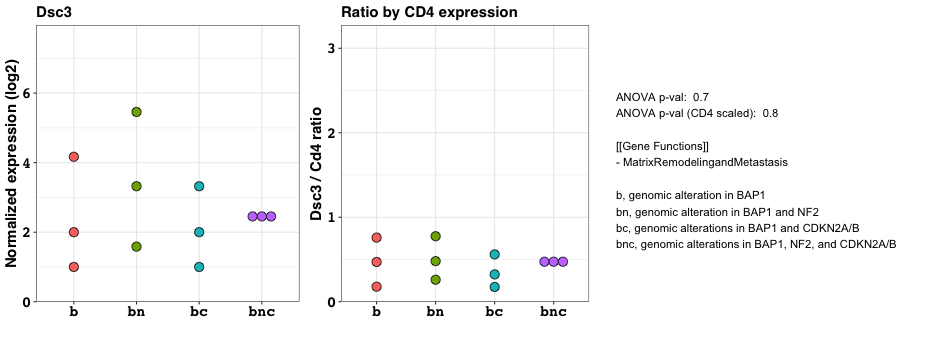 Dsc3
Normalized expression (log2)
6
4
2
0
b
bn
bc
bnc
Ratio by CD4 expression
Dsc3 / Cd4 ratio
3
2
1
0
b
bn
bc
bnc
ANOVA p-val:  0.7
ANOVA p-val (CD4 scaled):  0.8
[[Gene Functions]]
- MatrixRemodelingandMetastasis
b, genomic alteration in BAP1
bn, genomic alteration in BAP1 and NF2
bc, genomic alterations in BAP1 and CDKN2A/B
bnc, genomic alterations in BAP1, NF2, and CDKN2A/B